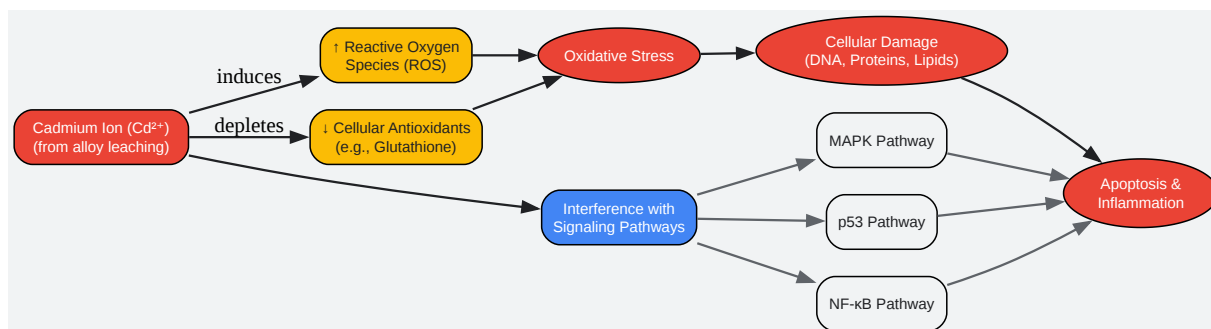 Cadmium Ion (Cd²⁺)
(from alloy leaching)
induces
depletes
↑ Reactive Oxygen
Species (ROS)
↓ Cellular Antioxidants
(e.g., Glutathione)
Oxidative Stress
Cellular Damage
(DNA, Proteins, Lipids)
Interference with
Signaling Pathways
MAPK Pathway
p53 Pathway
NF-κB Pathway
Apoptosis &
Inflammation